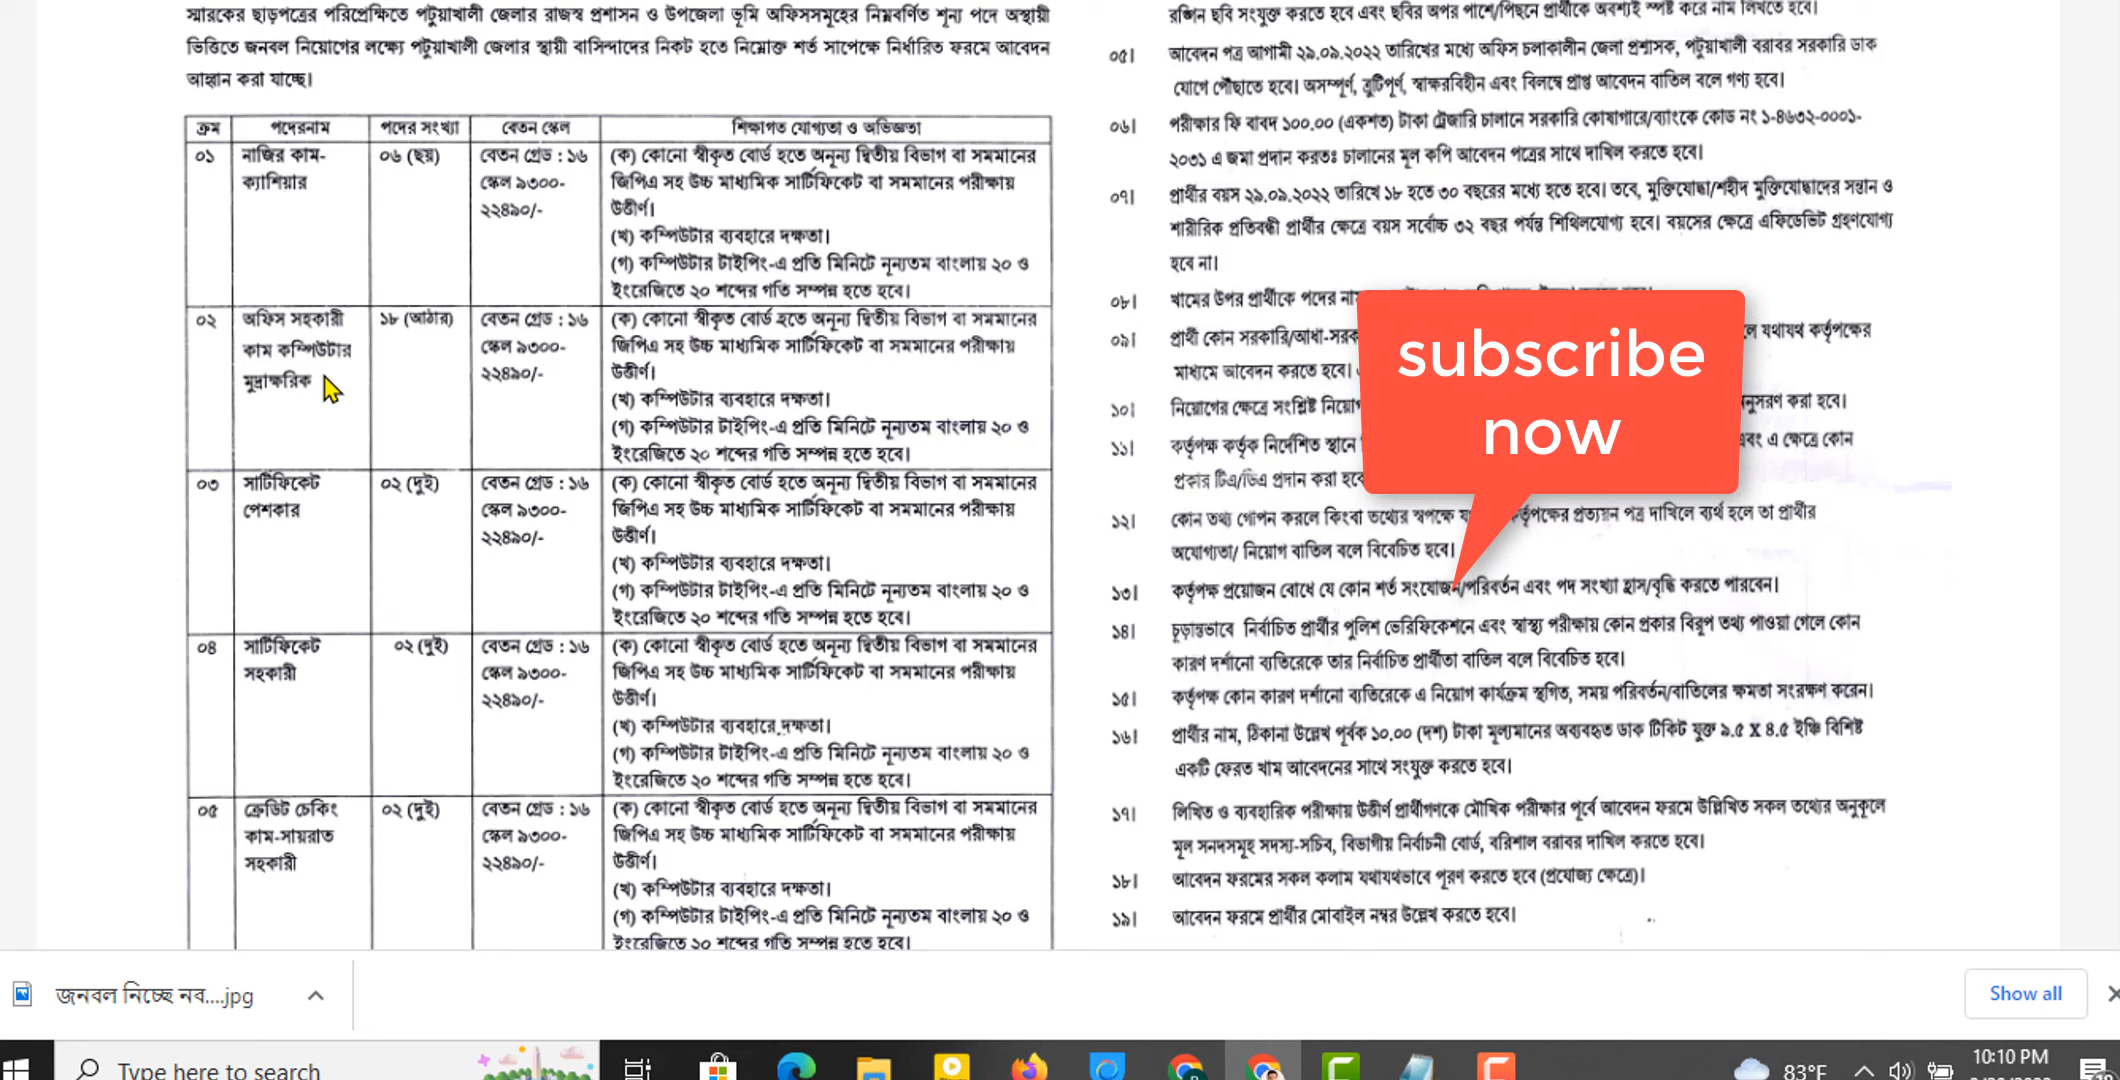 স্মারকের ছাড়পত্রের পরিপ্রেক্ষিতে পটুয়াখালী জেলার রাজস্ব প্রশাসন ও উপজেলা ভূমি অফিসসমূহের নিম্নবর্ণিত শূন্য পদে অস্থায়ী
ভিত্তিতে জনবল নিয়োগের লক্ষ্যে পটুয়াখালী জেলার স্থায়ী বাসিন্দাদের নিকট হতে নিম্নোক্ত শর্ত সাপেক্ষে নির্ধারিত ফরমে আবেদন
আহ্বান করা যাচ্ছে।
ক্রম পদেরনাম পদের সংখ্যা বেতন স্কেল শিক্ষাগত যোগ্যতা ও অভিজ্ঞতা
০১ নাজির কাম- ০৬ (ছয়) বেতন গ্রেড : ১৬ (ক) কোনো স্বীকৃত বোর্ড হতে অনূন্য দ্বিতীয় বিভাগ বা সমমানের
ক্যাশিয়ার স্কেল ৯৩০০- জিপিএ সহ উচ্চ মাধ্যমিক সার্টিফিকেট বা সমমানের পরীক্ষায়
২২৪৯০/- উত্তীর্ণ।
(খ) কম্পিউটার ব্যবহারে দক্ষতা।
(গ) কম্পিউটার টাইপিং-এ প্রতি মিনিটে নূন্যতম বাংলায় ২০ ও
ইংরেজিতে ২০ শব্দের গতি সম্পন্ন হতে হবে।
০২ অফিস সহকারী ১৮ (আঠার) বেতন গ্রেড : ১৬ (ক) কোনো স্বীকৃত বোর্ড হতে অনূন্য দ্বিতীয় বিভাগ বা সমমানের
কাম কম্পিউটার স্কেল ৯৩০০- জিপিএ সহ উচ্চ মাধ্যমিক সার্টিফিকেট বা সমমানের পরীক্ষায়
মুদ্রাক্ষরিক ২২৪৯০/- উত্তীর্ণ।
(খ) কম্পিউটার ব্যবহারে দক্ষতা।
(গ) কম্পিউটার টাইপিং-এ প্রতি মিনিটে নূন্যতম বাংলায় ২০ ও
ইংরেজিতে ২০ শব্দের গতি সম্পন্ন হতে হবে।
০৩ সার্টিফিকেট ০২ (দুই) বেতন গ্রেড : ১৬ (ক) কোনো স্বীকৃত বোর্ড হতে অনূন্য দ্বিতীয় বিভাগ বা সমমানের
পেশকার স্কেল ৯৩০০- জিপিএ সহ উচ্চ মাধ্যমিক সার্টিফিকেট বা সমমানের পরীক্ষায়
২২৪৯০/- উত্তীর্ণ।
(খ) কম্পিউটার ব্যবহারে দক্ষতা।
(গ) কম্পিউটার টাইপিং-এ প্রতি মিনিটে নূন্যতম বাংলায় ২০ ও
ইংরেজিতে ২০ শব্দের গতি সম্পন্ন হতে হবে।
০৪ সার্টিফিকেট ০২ (দুই) বেতন গ্রেড : ১৬ (ক) কোনো স্বীকৃত বোর্ড হতে অনূন্য দ্বিতীয় বিভাগ বা সমমানের
সহকারী স্কেল ৯৩০০- জিপিএ সহ উচ্চ মাধ্যমিক সার্টিফিকেট বা সমমানের পরীক্ষায়
২২৪৯০/- উত্তীর্ণ।
(খ) কম্পিউটার ব্যবহারে দক্ষতা।
(গ) কম্পিউটার টাইপিং-এ প্রতি মিনিটে নূন্যতম বাংলায় ২০ ও
ইংরেজিতে ২০ শব্দের গতি সম্পন্ন হতে হবে।
০৫ ক্রেডিট চেকিং ০২ (দুই) বেতন গ্রেড : ১৬ (ক) কোনো স্বীকৃত বোর্ড হতে অনূন্য দ্বিতীয় বিভাগ বা সমমানের
কাম-সায়রাত স্কেল ৯৩০০- জিপিএ সহ উচ্চ মাধ্যমিক সার্টিফিকেট বা সমমানের পরীক্ষায়
সহকারী ২২৪৯০/- উত্তীর্ণ।
(খ) কম্পিউটার ব্যবহারে দক্ষতা।
(গ) কম্পিউটার টাইপিং-এ প্রতি মিনিটে নূন্যতম বাংলায় ২০ ও
ইংরেজিতে ২০ শব্দের গতি সম্পন্ন হতে হবে।
রঙ্গিন ছবি সংযুক্ত করতে হবে এবং ছবির অপর পাশে/পিছনে প্রার্থীকে অবশ্যই স্পষ্ট করে নাম লিখতে হবে।
০৫। আবেদন পত্র আগামী ২৯.০৯.২০২২ তারিখের মধ্যে অফিস চলাকালীন জেলা প্রশাসক, পটুয়াখালী বরাবর সরকারি ডাক
যোগে পৌঁছাতে হবে। অসম্পূর্ণ, ত্রুটিপূর্ণ, স্বাক্ষরবিহীন এবং বিলম্বে প্রাপ্ত আবেদন বাতিল বলে গণ্য হবে।
০৬। পরীক্ষার ফি বাবদ ১০০.০০ (একশত) টাকা ট্রেজারি চালানে সরকারি কোষাগারে/ব্যাংকে কোড নং ১-৪৬৩২-০০০১-
২০৩১ এ জমা প্রদান করতঃ চালানের মূল কপি আবেদন পত্রের সাথে দাখিল করতে হবে।
০৭। প্রার্থীর বয়স ২৯.০৯.২০২২ তারিখে ১৮ হতে ৩০ বছরের মধ্যে হতে হবে। তবে, মুক্তিযোদ্ধা/শহীদ মুক্তিযোদ্ধাদের সন্তান ও
শারীরিক প্রতিবন্ধী প্রার্থীর ক্ষেত্রে বয়স সর্বোচ্চ ৩২ বছর পর্যন্ত শিথিলযোগ্য হবে। বয়সের ক্ষেত্রে এফিডেভিট গ্রহণযোগ্য
হবে না।
০৮। খামের উপর প্রার্থীকে পদের নাম
০৯। প্রার্থী কোন সরকারি/আধা-সরক লে যথাযথ কর্তৃপক্ষের
মাধ্যমে আবেদন করতে হবে।
১০। নিয়োগের ক্ষেত্রে সংশ্লিষ্ট নিয়োগ নুসরণ করা হবে।
১১। কর্তৃপক্ষ কর্তৃক নির্দেশিত স্থানে এবং এ ক্ষেত্রে কোন
প্রকার টিএ/ডিএ প্রদান করা হবে
১২। কোন তথ্য গোপন করলে কিংবা তথ্যের স্বপক্ষে য কর্তৃপক্ষের প্রত্যয়ন পত্র দাখিলে ব্যর্থ হলে তা প্রার্থীর
অযোগ্যতা/ নিয়োগ বাতিল বলে বিবেচিত হবে।
১৩। কর্তৃপক্ষ প্রয়োজন বোধে যে কোন শর্ত সংযোজন/পরিবর্তন এবং পদ সংখ্যা হ্রাস/বৃদ্ধি করতে পারবেন।
১৪। চূড়ান্তভাবে নির্বাচিত প্রার্থীর পুলিশ ভেরিফিকেশনে এবং স্বাস্থ্য পরীক্ষায় কোন প্রকার বিরূপ তথ্য পাওয়া গেলে কোন
কারণ দর্শানো ব্যতিরেকে তার নির্বাচিত প্রার্থীতা বাতিল বলে বিবেচিত হবে।
১৫। কর্তৃপক্ষ কোন কারণ দর্শানো ব্যতিরেকে এ নিয়োগ কার্যক্রম স্থগিত, সময় পরিবর্তন/বাতিলের ক্ষমতা সংরক্ষণ করেন।
১৬। প্রার্থীর নাম, ঠিকানা উল্লেখ পূর্বক ১০.০০ (দশ) টাকা মূল্যমানের অব্যবহৃত ডাক টিকিট যুক্ত ৯.৫ X ৪.৫ ইঞ্চি বিশিষ্ট
একটি ফেরত খাম আবেদনের সাথে সংযুক্ত করতে হবে।
১৭। লিখিত ও ব্যবহারিক পরীক্ষায় উত্তীর্ণ প্রার্থীগণকে মৌখিক পরীক্ষার পূর্বে আবেদন ফরমে উল্লিখিত সকল তথ্যের অনুকূলে
মূল সনদসমূহ সদস্য-সচিব, বিভাগীয় নির্বাচনী বোর্ড, বরিশাল বরাবর দাখিল করতে হবে।
১৮। আবেদন ফরমের সকল কলাম যথাযথভাবে পূরণ করতে হবে (প্রযোজ্য ক্ষেত্রে)।
১৯। আবেদন ফরমে প্রার্থীর মোবাইল নম্বর উল্লেখ করতে হবে।
subscribe
now
জনবল নিচ্ছে নব....jpg
Show all
Type here to search
83°F
10:10 PM